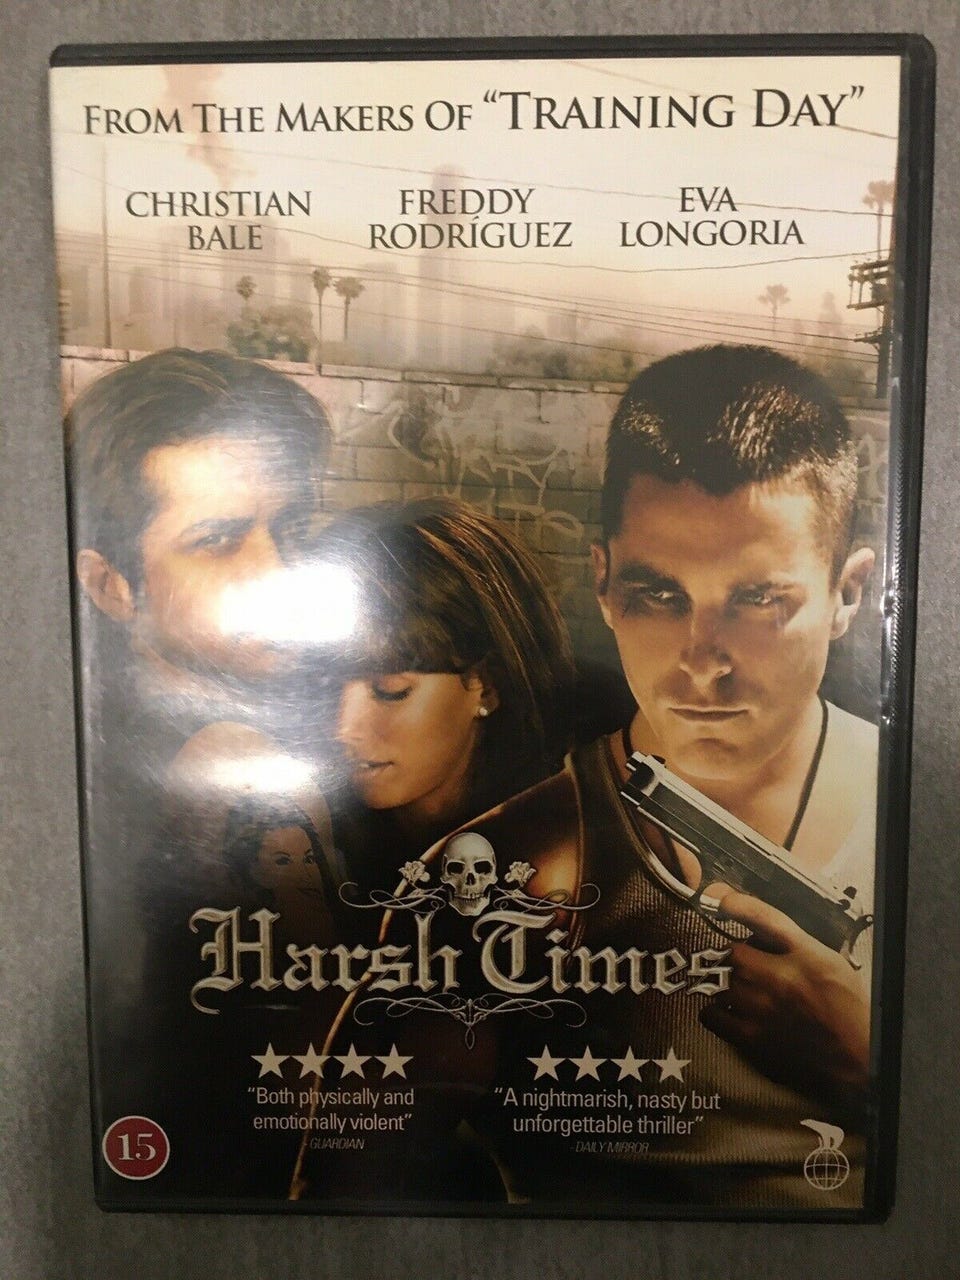 FROM THE MAKERS OF "TRAINING DAY"
CHRISTIAN
BALE
FREDDY
RODRÍGUEZ
EVA
LONGORIA
Harsh Times
"Both physically and
emotionally violent"
- GUARDIAN
"A nightmarish, nasty but
unforgettable thriller"
- DAILY MIRROR
15